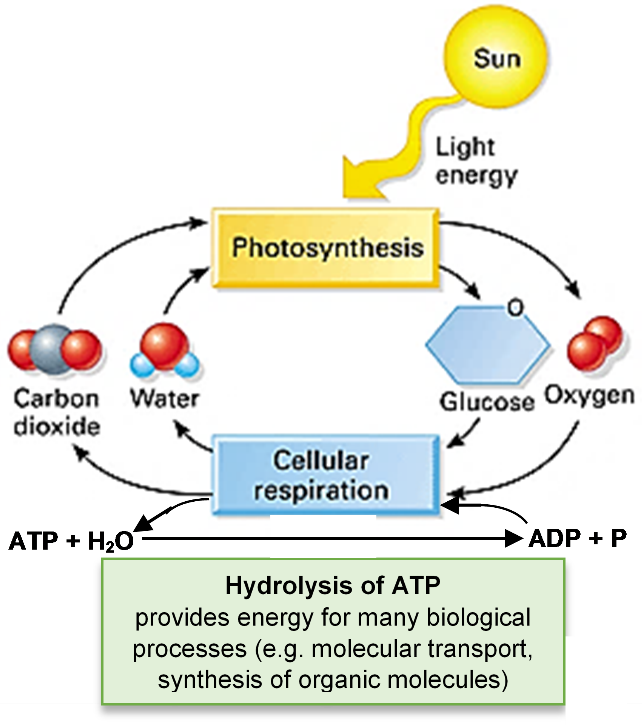 Sun
Light
energy
Photosynthesis
O
Carbon
dioxide
Water
Glucose
Oxygen
Cellular
respiration
ATP + H₂O
ADP + P
Hydrolysis of ATP
provides energy for many biological
processes (e.g. molecular transport,
synthesis of organic molecules)